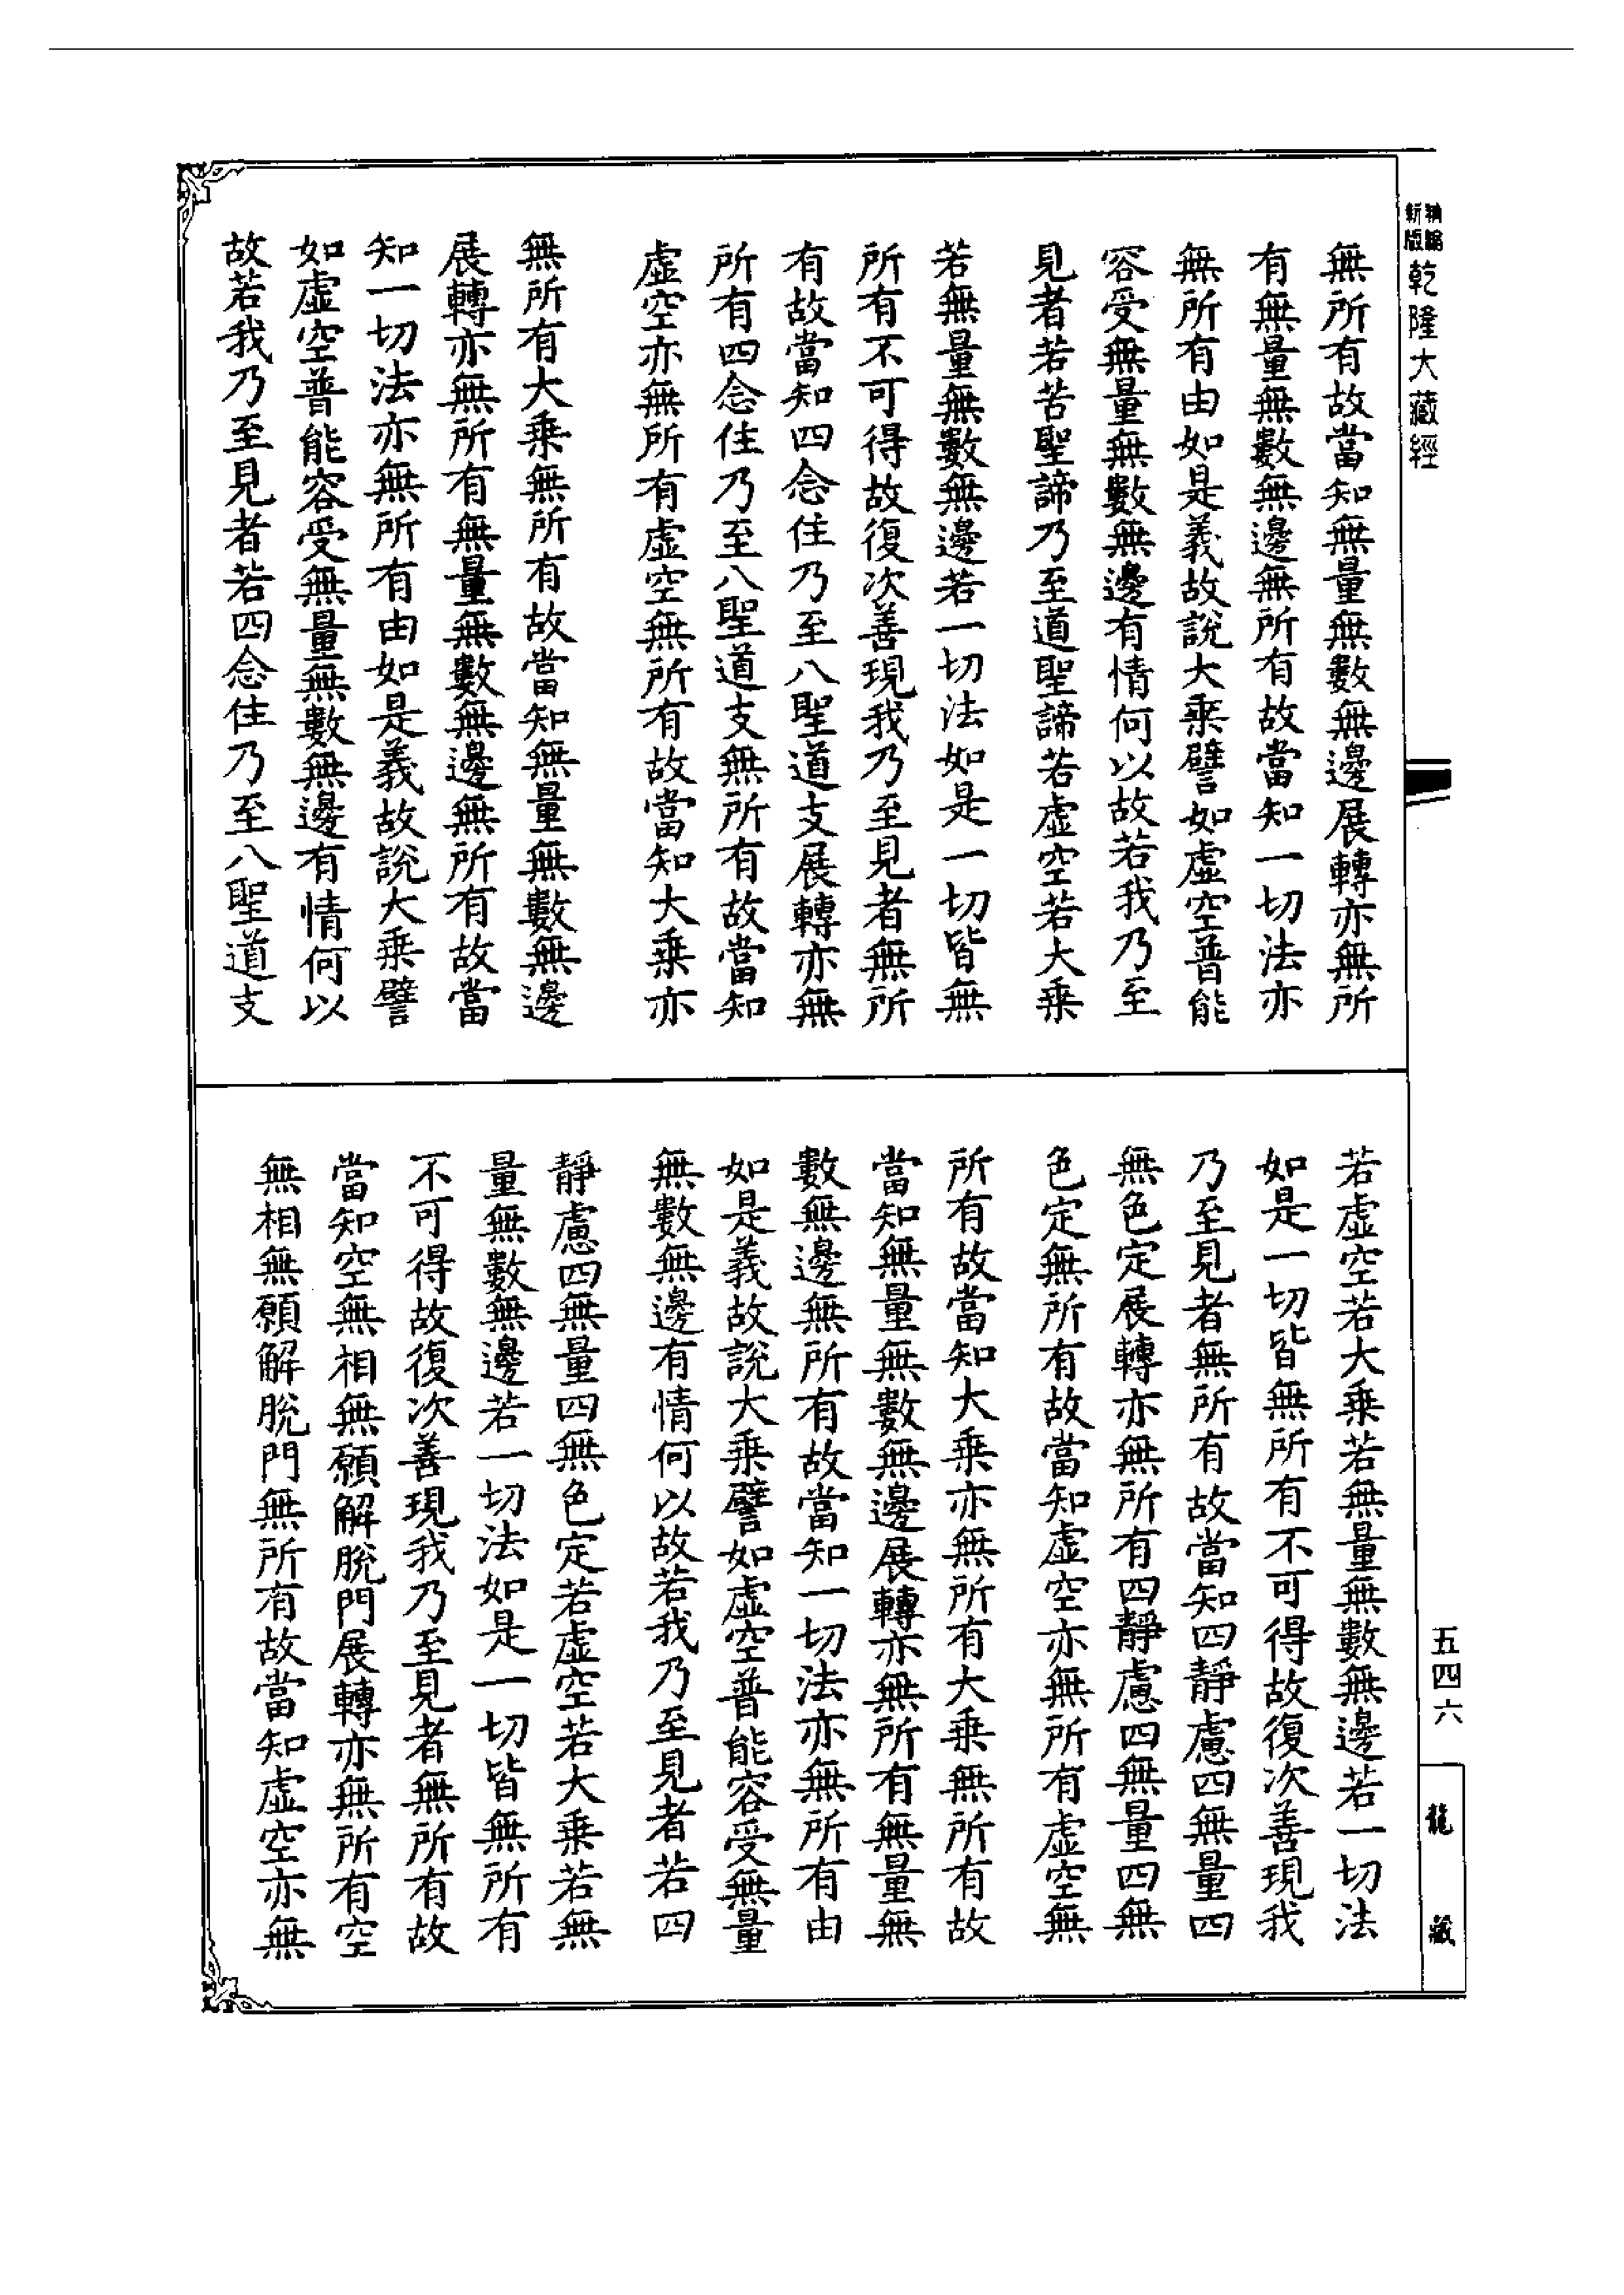 新編
新版
乾隆大藏經
無所有故當知無量無數無邊展轉亦無所
有無量無數無邊無所有故當知一切法亦
無所有由如是義故說大乘譬如虛空普能
容受無量無數無邊有情何以故若我乃至
見者若苦聖諦乃至道聖諦若虛空若大乘
若無量無數無邊若一切法如是一切皆無
所有不可得故復次善現我乃至見者無所
有故當知四念住乃至八聖道支展轉亦無
所有四念住乃至八聖道支無所有故當知
虛空亦無所有虛空無所有故當知大乘亦
無所有大乘無所有故當知無量無數無邊
展轉亦無所有無量無數無邊無所有故當
知一切法亦無所有由如是義故說大乘譬
如虛空普能容受無量無數無邊有情何以
故若我乃至見者若四念住乃至八聖道支
若虛空若大乘若無量無數無邊若一切法
如是一切皆無所有不可得故復次善現我
乃至見者無所有故當知四靜慮四無量四
無色定展轉亦無所有四靜慮四無量四無
色定無所有故當知虛空亦無所有虛空無
所有故當知大乘亦無所有大乘無所有故
當知無量無數無邊展轉亦無所有無量無
數無邊無所有故當知一切法亦無所有由
如是義故說大乘譬如虛空普能容受無量
無數無邊有情何以故若我乃至見者若四
靜慮四無量四無色定若虛空若大乘若無
量無數無邊若一切法如是一切皆無所有
不可得故復次善現我乃至見者無所有故
當知空無相無願解脫門展轉亦無所有空
無相無願解脫門無所有故當知虛空亦無
五四六
龍藏